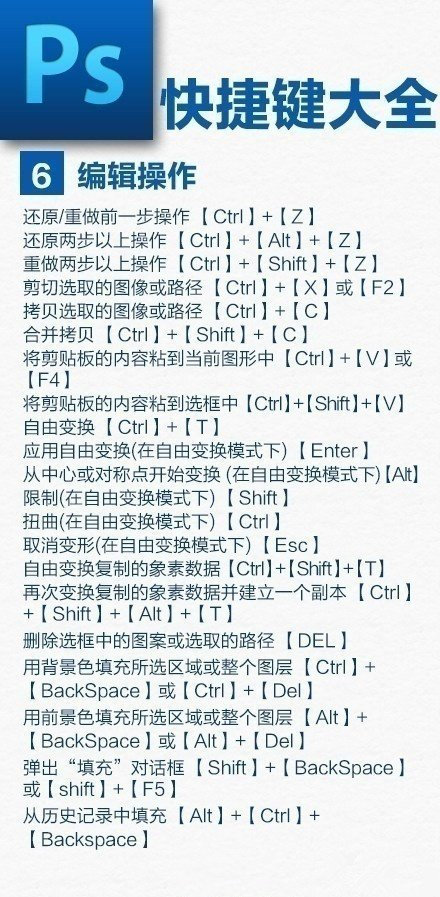 Ps
快捷键大全
6 编辑操作
还原/重做前一步操作【Ctrl】+【Z】
还原两步以上操作【Ctrl】+【Alt】+【Z】
重做两步以上操作【Ctrl】+【Shift】+【Z】
剪切选取的图像或路径【Ctrl】+【X】或【F2】
拷贝选取的图像或路径【Ctrl】+【C】
合并拷贝【Ctrl】+【Shift】+【C】
将剪贴板的内容粘到当前图形中【Ctrl】+【V】或
【F4】
将剪贴板的内容粘到选框中【Ctrl】+【Shift】+【V】
自由变换【Ctrl】+【T】
应用自由变换(在自由变换模式下)【Enter】
从中心或对称点开始变换 (在自由变换模式下)【Alt】
限制(在自由变换模式下)【Shift】
扭曲(在自由变换模式下)【Ctrl】
取消变形(在自由变换模式下)【Esc】
自由变换复制的象素数据【Ctrl】+【Shift】+【T】
再次变换复制的象素数据并建立一个副本【Ctrl】
+【Shift】+【Alt】+【T】
删除选框中的图案或选取的路径【DEL】
用背景色填充所选区域或整个图层【Ctrl】+
【BackSpace】或【Ctrl】+【Del】
用前景色填充所选区域或整个图层【Alt】+
【BackSpace】或【Alt】+【Del】
弹出“填充”对话框【Shift】+【BackSpace】
或【shift】+【F5】
从历史记录中填充【Alt】+【Ctrl】+
【Backspace】